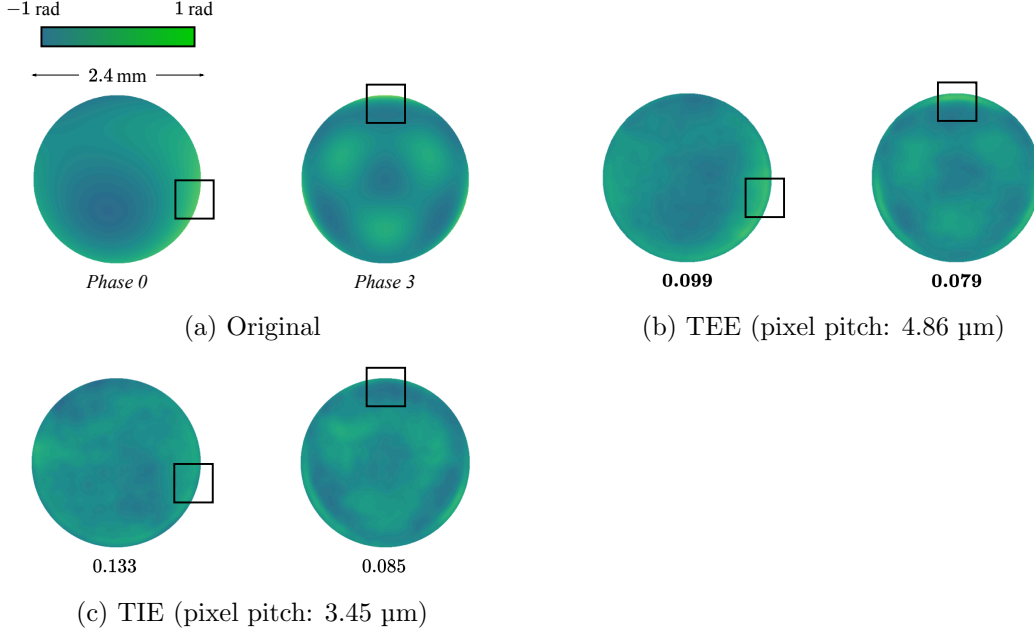 −1 rad 1 rad
2.4 mm
Phase 0 Phase 3
0.099 0.079
(a) Original
(b) TEE (pixel pitch: 4.86 µm)
0.133 0.085
(c) TIE (pixel pitch: 3.45 µm)